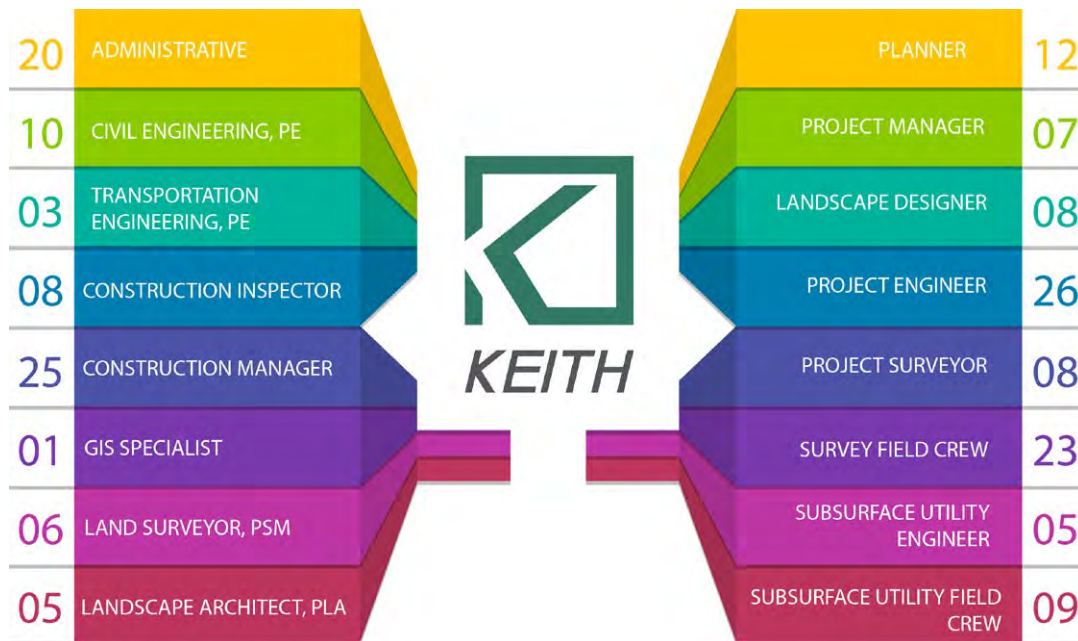 20 ADMINISTRATIVE
10 CIVIL ENGINEERING, PE
03 TRANSPORTATION
ENGINEERING, PE
08 CONSTRUCTION INSPECTOR
25 CONSTRUCTION MANAGER
01 GIS SPECIALIST
06 LAND SURVEYOR, PSM
05 LANDSCAPE ARCHITECT, PLA
KEITH
PLANNER 12
PROJECT MANAGER 07
LANDSCAPE DESIGNER 08
PROJECT ENGINEER 26
PROJECT SURVEYOR 08
SURVEY FIELD CREW 23
SUBSURFACE UTILITY
ENGINEER 05
SUBSURFACE UTILITY FIELD
CREW 09